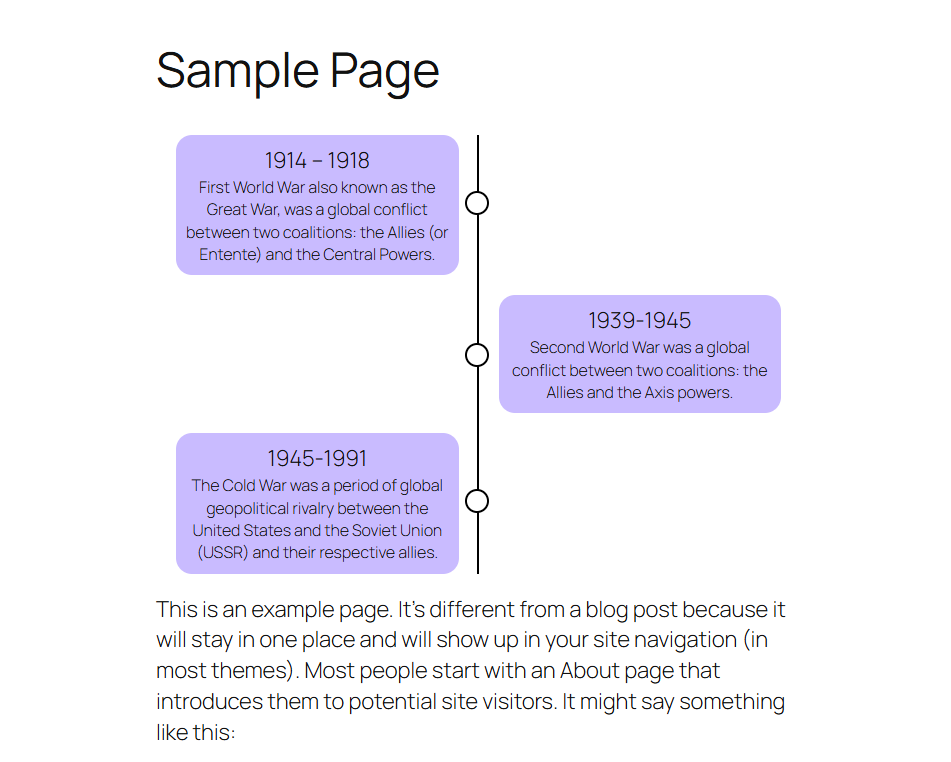 Sample Page
1914 – 1918
First World War also known as the
Great War, was a global conflict
between two coalitions: the Allies (or
Entente) and the Central Powers.
1939-1945
Second World War was a global
conflict between two coalitions: the
Allies and the Axis powers.
1945-1991
The Cold War was a period of global
geopolitical rivalry between the
United States and the Soviet Union
(USSR) and their respective allies.
This is an example page. It’s different from a blog post because it
will stay in one place and will show up in your site navigation (in
most themes). Most people start with an About page that
introduces them to potential site visitors. It might say something
like this: